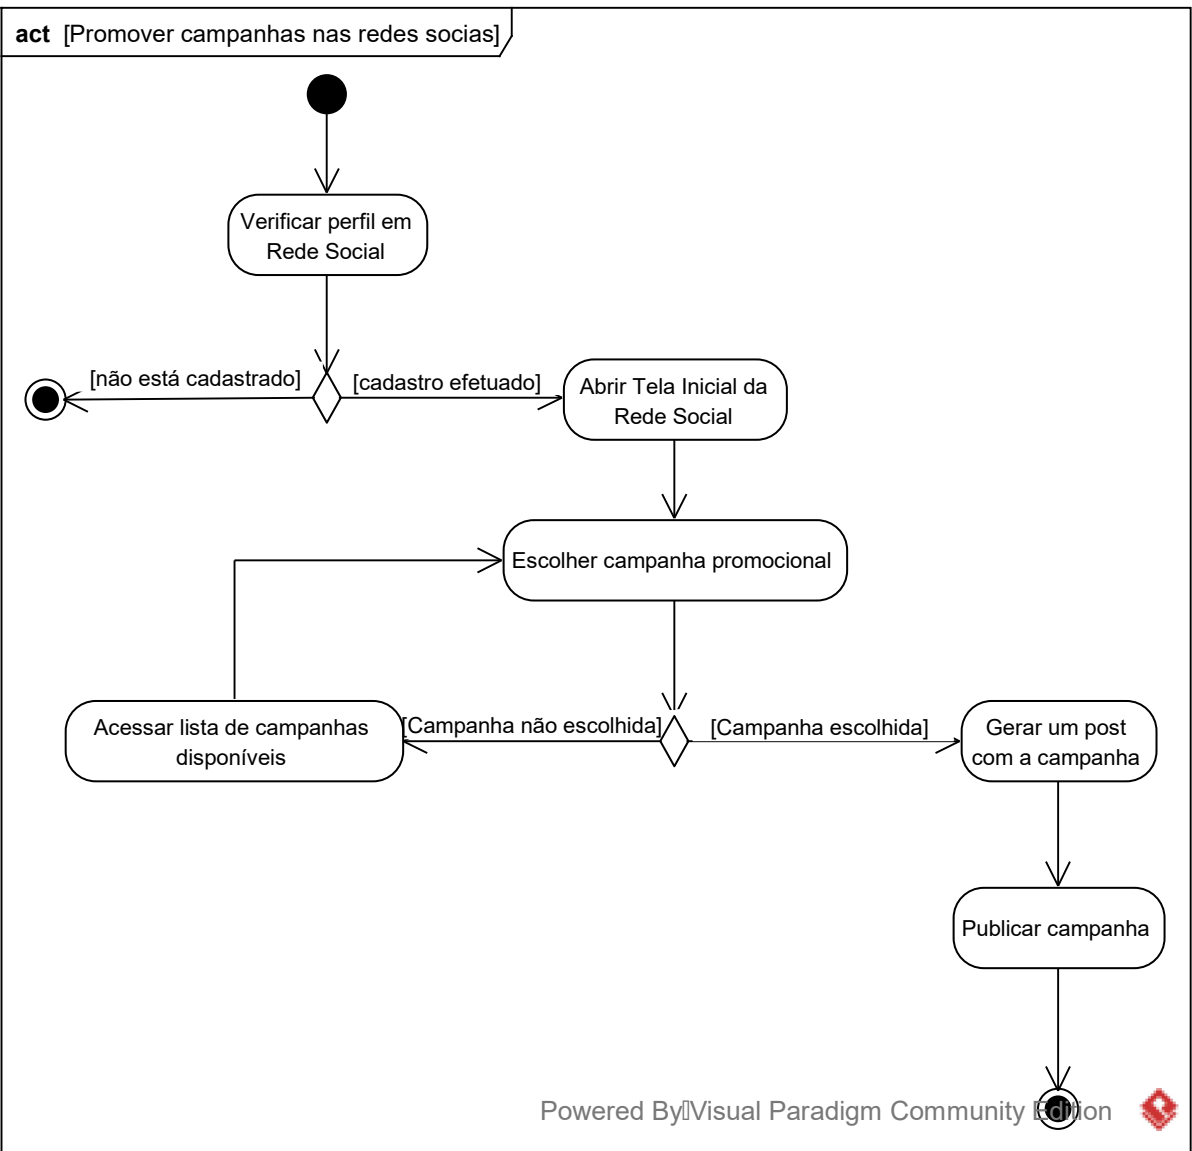 act [Promover campanhas nas redes socias]
Verificar perfil em
Rede Social
[não está cadastrado]
[cadastro efetuado]
Abrir Tela Inicial da
Rede Social
Escolher campanha promocional
Acessar lista de campanhas
disponíveis
[Campanha não escolhida]
[Campanha escolhida]
Gerar um post
com a campanha
Publicar campanha
Powered By Visual Paradigm Community Edition